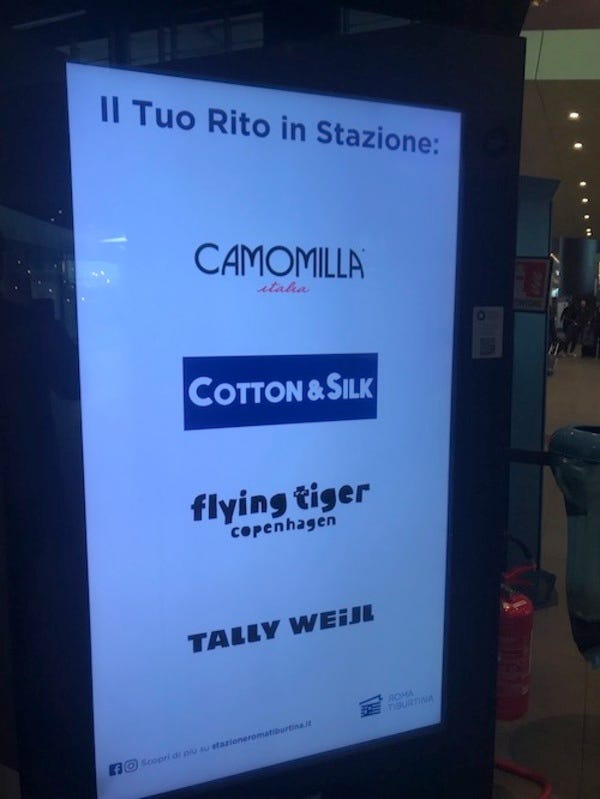 Il Tuo Rito in Stazione:
CAMOMILLA
italia
COTTON & SILK
flying tiger
copenhagen
TALLY WEiJL
ROMA
TIBURTINA
Scopri di più su stazioneromatiburtina.it